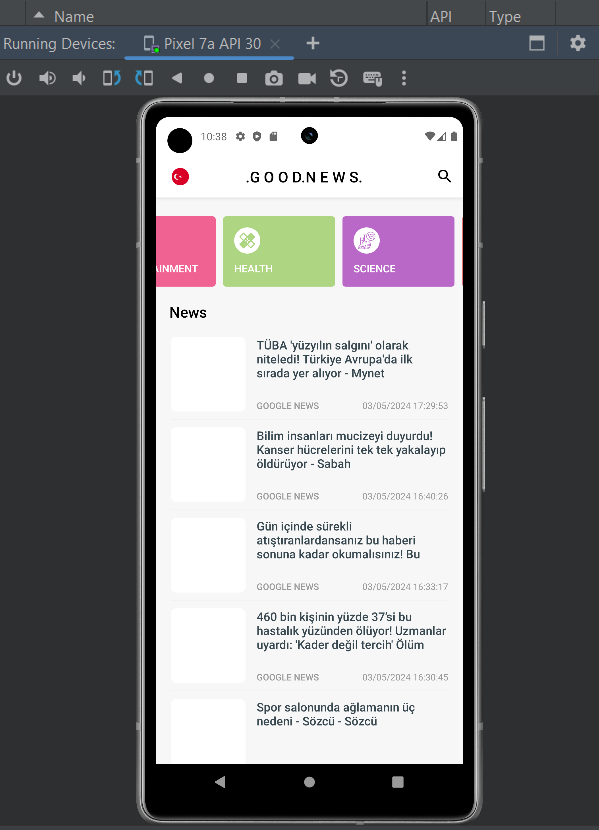 Name API Type
Running Devices: Pixel 7a API 30
10:38
.G O O D.N E W S.
AINMENT
HEALTH
SCIENCE
News
TÜBA 'yüzyılın salgını' olarak
niteledi! Türkiye Avrupa'da ilk
sırada yer alıyor - Mynet
GOOGLE NEWS 03/05/2024 17:29:53
Bilim insanları mucizeyi duyurdu!
Kanser hücrelerini tek tek yakalayıp
öldürüyor - Sabah
GOOGLE NEWS 03/05/2024 16:40:26
Gün içinde sürekli
atıştıranlardansanız bu haberi
sonuna kadar okumalısınız! Bu
GOOGLE NEWS 03/05/2024 16:33:17
460 bin kişinin yüzde 37'si bu
hastalık yüzünden ölüyor! Uzmanlar
uyardı: 'Kader değil tercih' Ölüm
GOOGLE NEWS 03/05/2024 16:30:45
Spor salonunda ağlamanın üç
nedeni - Sözcü - Sözcü